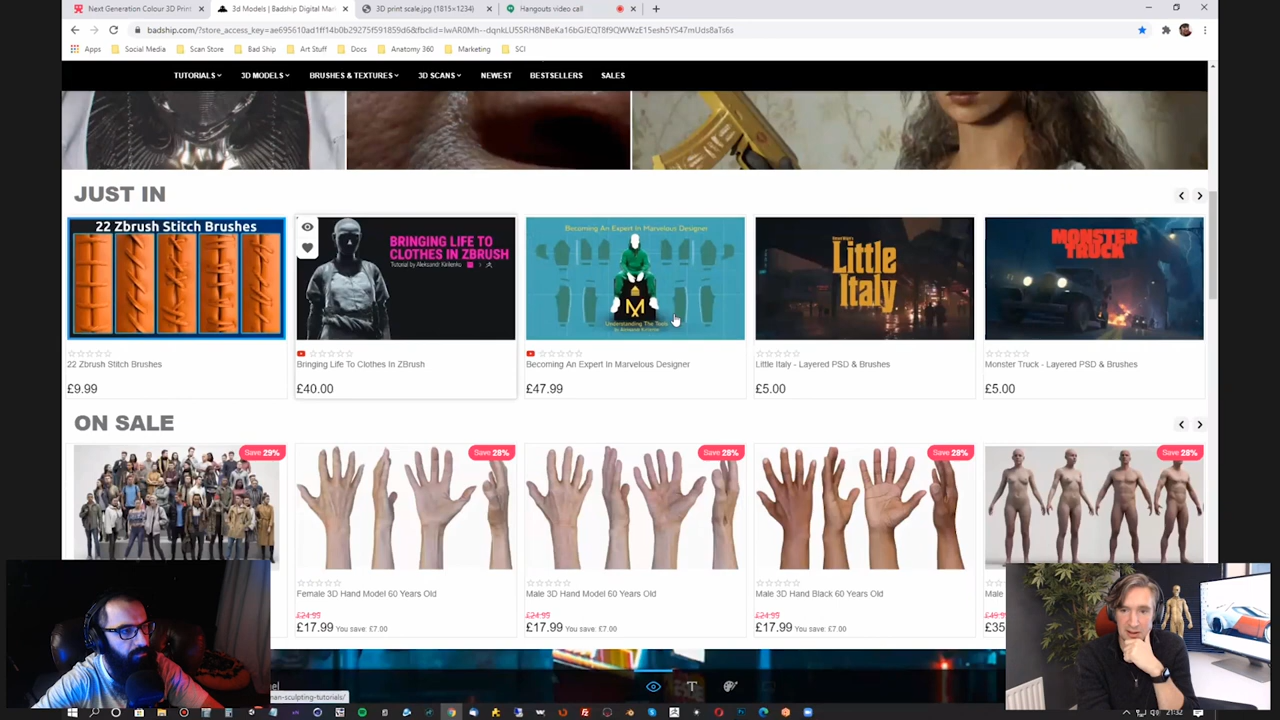 Next Generation Colour 3D Print
3d Models | Badship Digital Mar
3D print scale.jpg (1815×1234)
Hangouts video call
badship.com/?store_access_key=ae695610ad1ff14b0b29275f591859d6&fbclid=IwAR0Mh--dqnkLU5SRH8NBeKa16bGJEQT8f9QWWzE15esh5YS47mUds8aTs6s
Apps
Social Media
Scan Store
Bad Ship
Art Stuff
Docs
Anatomy 360
Marketing
SCI
TUTORIALS
3D MODELS
BRUSHES & TEXTURES
3D SCANS
NEWEST
BESTSELLERS
SALES
JUST IN
22 Zbrush Stitch Brushes
BRINGING LIFE TO
CLOTHES IN ZBRUSH
Tutorial by Aleksandr Kirilenko
Becoming An Expert In Marvelous Designer
Understanding The Tools
Little
Italy
MONSTER
TRUCK
22 Zbrush Stitch Brushes
Bringing Life To Clothes In ZBrush
Becoming An Expert In Marvelous Designer
Little Italy - Layered PSD & Brushes
Monster Truck - Layered PSD & Brushes
£9.99
£40.00
£47.99
£5.00
£5.00
ON SALE
Save 29%
Save 28%
Save 28%
Save 28%
Save 28%
Female 3D Hand Model 60 Years Old
Male 3D Hand Model 60 Years Old
Male 3D Hand Black 60 Years Old
£24.99
£24.99
£24.99
£17.99 You save: £7.00
£17.99 You save: £7.00
£17.99 You save: £7.00
£35
man-sculpting-tutorials/
21:32